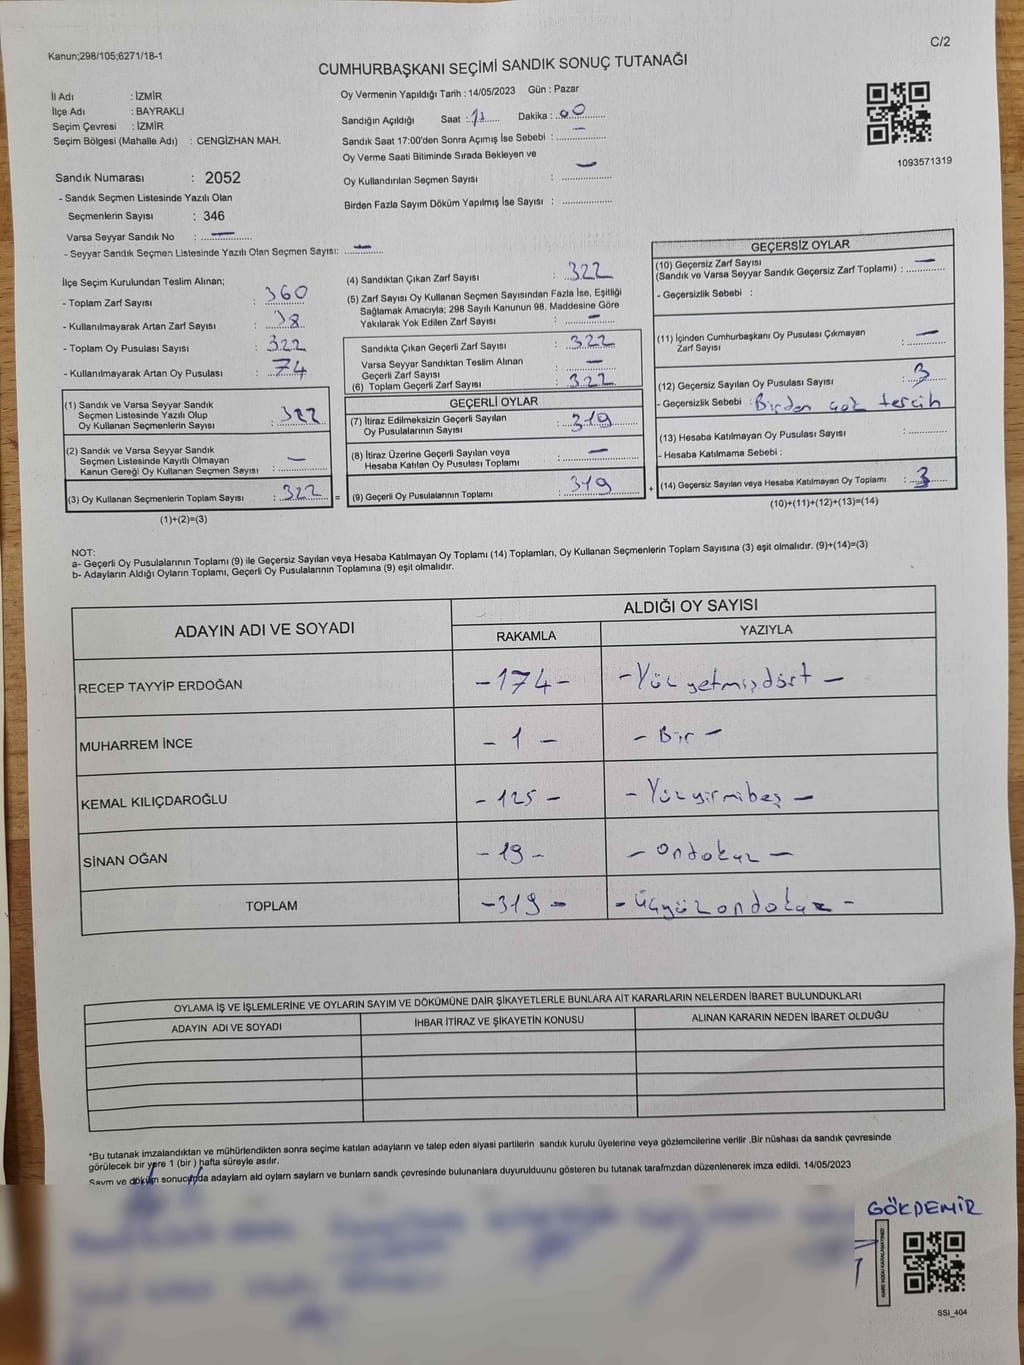 Kanun;298/105;6271/18-1
C/2
CUMHURBAŞKANI SEÇİMİ SANDIK SONUÇ TUTANAĞI
İl Adı : İZMİR
İlçe Adı : BAYRAKLI
Seçim Çevresi : İZMİR
Seçim Bölgesi (Mahalle Adı) : CENGİZHAN MAH.
Sandık Numarası : 2052
- Sandık Seçmen Listesinde Yazılı Olan
Seçmenlerin Sayısı : 346
Varsa Seyyar Sandık No : —
- Seyyar Sandık Seçmen Listesinde Yazılı Olan Seçmen Sayısı: —
Oy Vermenin Yapıldığı Tarih : 14/05/2023 Gün : Pazar
Sandığın Açıldığı Saat : Dakika : 00
Sandık Saat 17:00'den Sonra Açımış İse Sebebi : —
Oy Verme Saati Bitiminde Sırada Bekleyen ve
Oy Kullandırılan Seçmen Sayısı : —
Birden Fazla Sayım Döküm Yapılmış İse Sayısı :
1093571319
İlçe Seçim Kurulundan Teslim Alınan;
- Toplam Zarf Sayısı : 360
- Kullanılmayarak Artan Zarf Sayısı : 38
- Toplam Oy Pusulası Sayısı : 322
- Kullanılmayarak Artan Oy Pusulası : 74
(1) Sandık ve Varsa Seyyar Sandık
Seçmen Listesinde Yazılı Olup
Oy Kullanan Seçmenlerin Sayısı : 322
(2) Sandık ve Varsa Seyyar Sandık
Seçmen Listesinde Kayıtlı Olmayan
Kanun Gereği Oy Kullanan Seçmen Sayısı : —
(3) Oy Kullanan Seçmenlerin Toplam Sayısı : 322 =
(1)+(2)=(3)
(4) Sandıktan Çıkan Zarf Sayısı : 322
(5) Zarf Sayısı Oy Kullanan Seçmen Sayısından Fazla İse, Eşitliği
Sağlamak Amacıyla; 298 Sayılı Kanunun 98. Maddesine Göre
Yakılarak Yok Edilen Zarf Sayısı : —
Sandıkta Çıkan Geçerli Zarf Sayısı : 322
Varsa Seyyar Sandıktan Teslim Alınan
Geçerli Zarf Sayısı : —
(6) Toplam Geçerli Zarf Sayısı : 322
GEÇERLİ OYLAR
(7) İtiraz Edilmeksizin Geçerli Sayılan
Oy Pusulalarının Sayısı : 319
(8) İtiraz Üzerine Geçerli Sayılan veya
Hesaba Katılan Oy Pusulası Toplamı : —
(9) Geçerli Oy Pusulalarının Toplamı : 319 +
GEÇERSİZ OYLAR
(10) Geçersiz Zarf Sayısı
(Sandık ve Varsa Seyyar Sandık Geçersiz Zarf Toplamı) : —
- Geçersizlik Sebebi :
(11) İçinden Cumhurbaşkanı Oy Pusulası Çıkmayan
Zarf Sayısı : —
(12) Geçersiz Sayılan Oy Pusulası Sayısı : 3
- Geçersizlik Sebebi : Birden çok tercih
(13) Hesaba Katılmayan Oy Pusulası Sayısı :
- Hesaba Katılmama Sebebi :
(14) Geçersiz Sayılan veya Hesaba Katılmayan Oy Toplamı : 3
(10)+(11)+(12)+(13)=(14)
NOT:
a- Geçerli Oy Pusulalarının Toplamı (9) ile Geçersiz Sayılan veya Hesaba Katılmayan Oy Toplamı (14) Toplamları, Oy Kullanan Seçmenlerin Toplam Sayısına (3) eşit olmalıdır. (9)+(14)=(3)
b- Adayların Aldığı Oyların Toplamı, Geçerli Oy Pusulalarının Toplamına (9) eşit olmalıdır.
ADAYIN ADI VE SOYADI
ALDIĞI OY SAYISI
RAKAMLA YAZIYLA
RECEP TAYYİP ERDOĞAN -174- -Yüzyetmişdört-
MUHARREM İNCE -1- -Bir-
KEMAL KILIÇDAROĞLU -125- -Yüzyirmibeş-
SİNAN OĞAN -19- -ondokuz-
TOPLAM -319- -üçyüzondokuz-
OYLAMA İŞ VE İŞLEMLERİNE VE OYLARIN SAYIM VE DÖKÜMÜNE DAİR ŞİKAYETLERLE BUNLARA AİT KARARLARIN NELERDEN İBARET BULUNDUKLARI
ADAYIN ADI VE SOYADI İHBAR İTİRAZ VE ŞİKAYETİN KONUSU ALINAN KARARIN NEDEN İBARET OLDUĞU
*Bu tutanak imzalandıktan ve mühürlendikten sonra seçime katılan adayların ve talep eden siyasi partilerin sandık kurulu üyelerine veya gözlemcilerine verilir .Bir nüshası da sandık çevresinde
görülecek bir yere 1 (bir ) hafta süreyle asılır.
Sayım ve döküm sonucunda adayların ald oyların sayların ve bunların sandk çevresinde bulunanlara duyurulduunu gösteren bu tutanak tarafmzdan düzenlenerek imza edildi. 14/05/2023
GÖKDEMİR
SSI_404